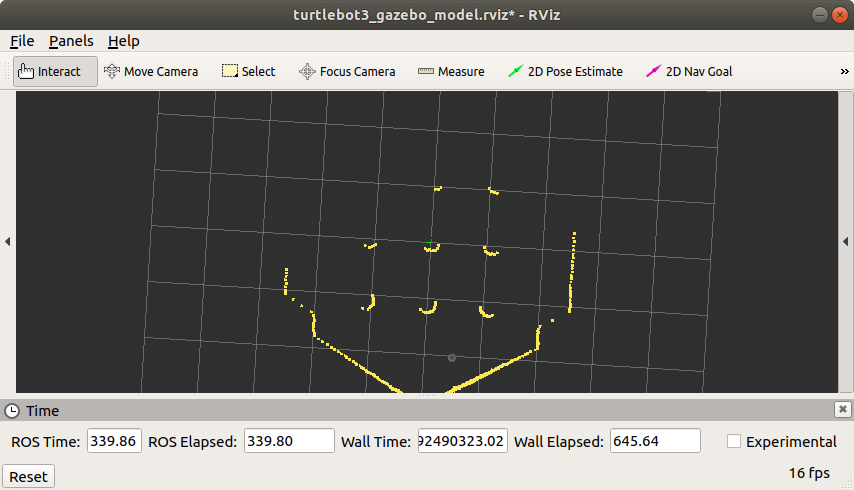 turtlebot3_gazebo_model.rviz* - RViz
File Panels Help
Interact Move Camera Select Focus Camera Measure 2D Pose Estimate 2D Nav Goal »
Time
ROS Time: 339.86 ROS Elapsed: 339.80 Wall Time: 92490323.02 Wall Elapsed: 645.64 Experimental
Reset 16 fps